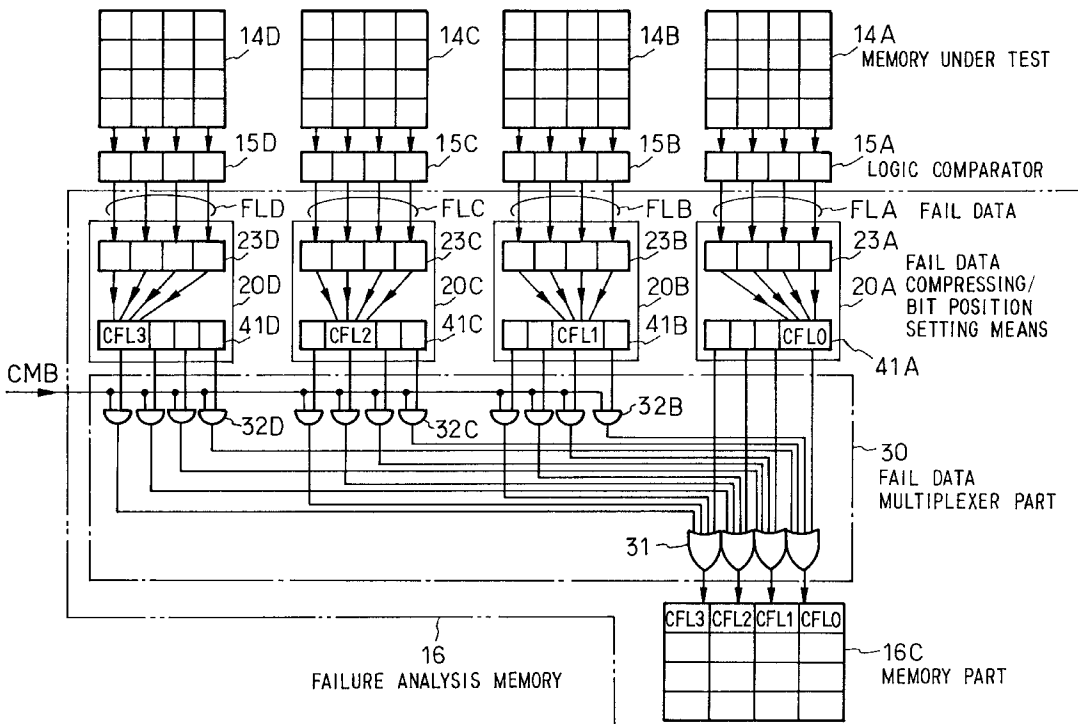 14D
14C
14B
14A
MEMORY UNDER TEST
15D
15C
15B
15A
LOGIC COMPARATOR
FLD
FLC
FLB
FLA
FAIL DATA
23D
23C
23B
23A
FAIL DATA
COMPRESSING/
BIT POSITION
SETTING MEANS
20D
20C
20B
20A
CFL3
CFL2
CFL1
CFL0
41D
41C
41B
41A
CMB
32D
32C
32B
30
FAIL DATA
MULTIPLEXER PART
31
CFL3 CFL2 CFL1 CFL0
16
FAILURE ANALYSIS MEMORY
16C
MEMORY PART